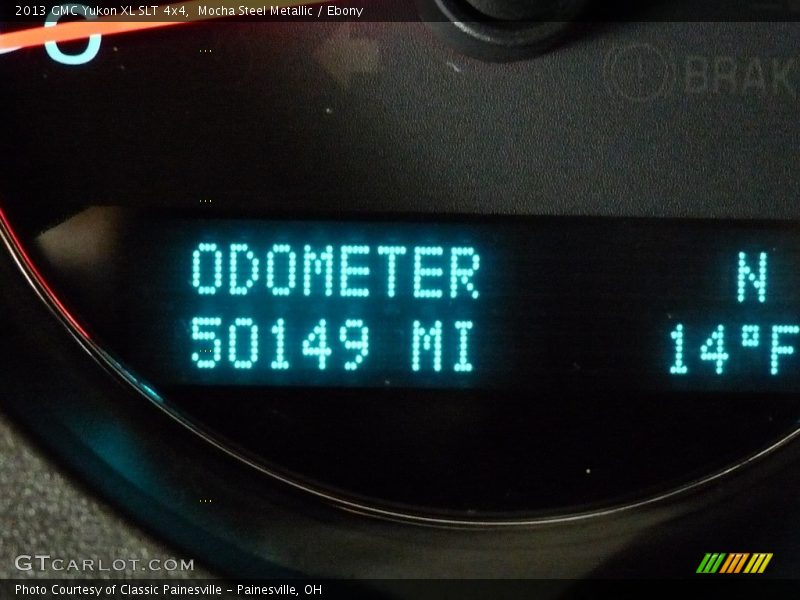 2013 GMC Yukon XL SLT 4x4, Mocha Steel Metallic / Ebony
BRAK
ODOMETER
N
50149 MI
14°F
GTCARLOT.COM
Photo Courtesy of Classic Painesville - Painesville, OH